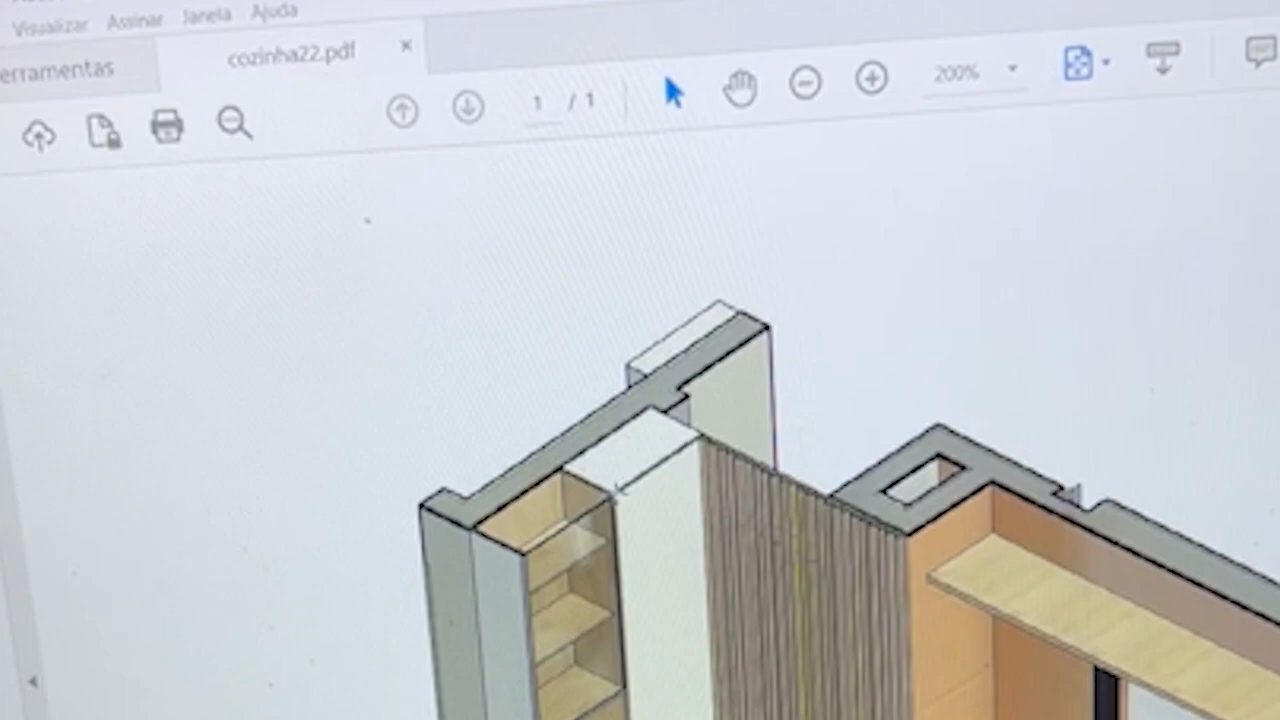 Visualizar Assinar Janela Ajuda
erramentas
cozinha22.pdf
1 / 1
200%